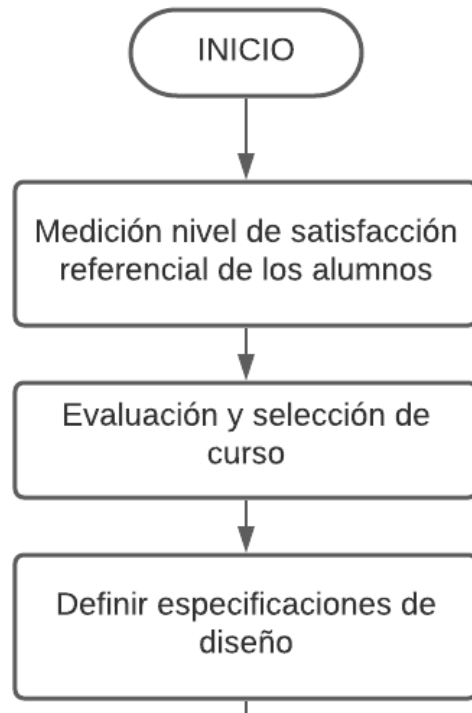 INICIO
Medición nivel de satisfacción
referencial de los alumnos
Evaluación y selección de
curso
Definir especificaciones de
diseño